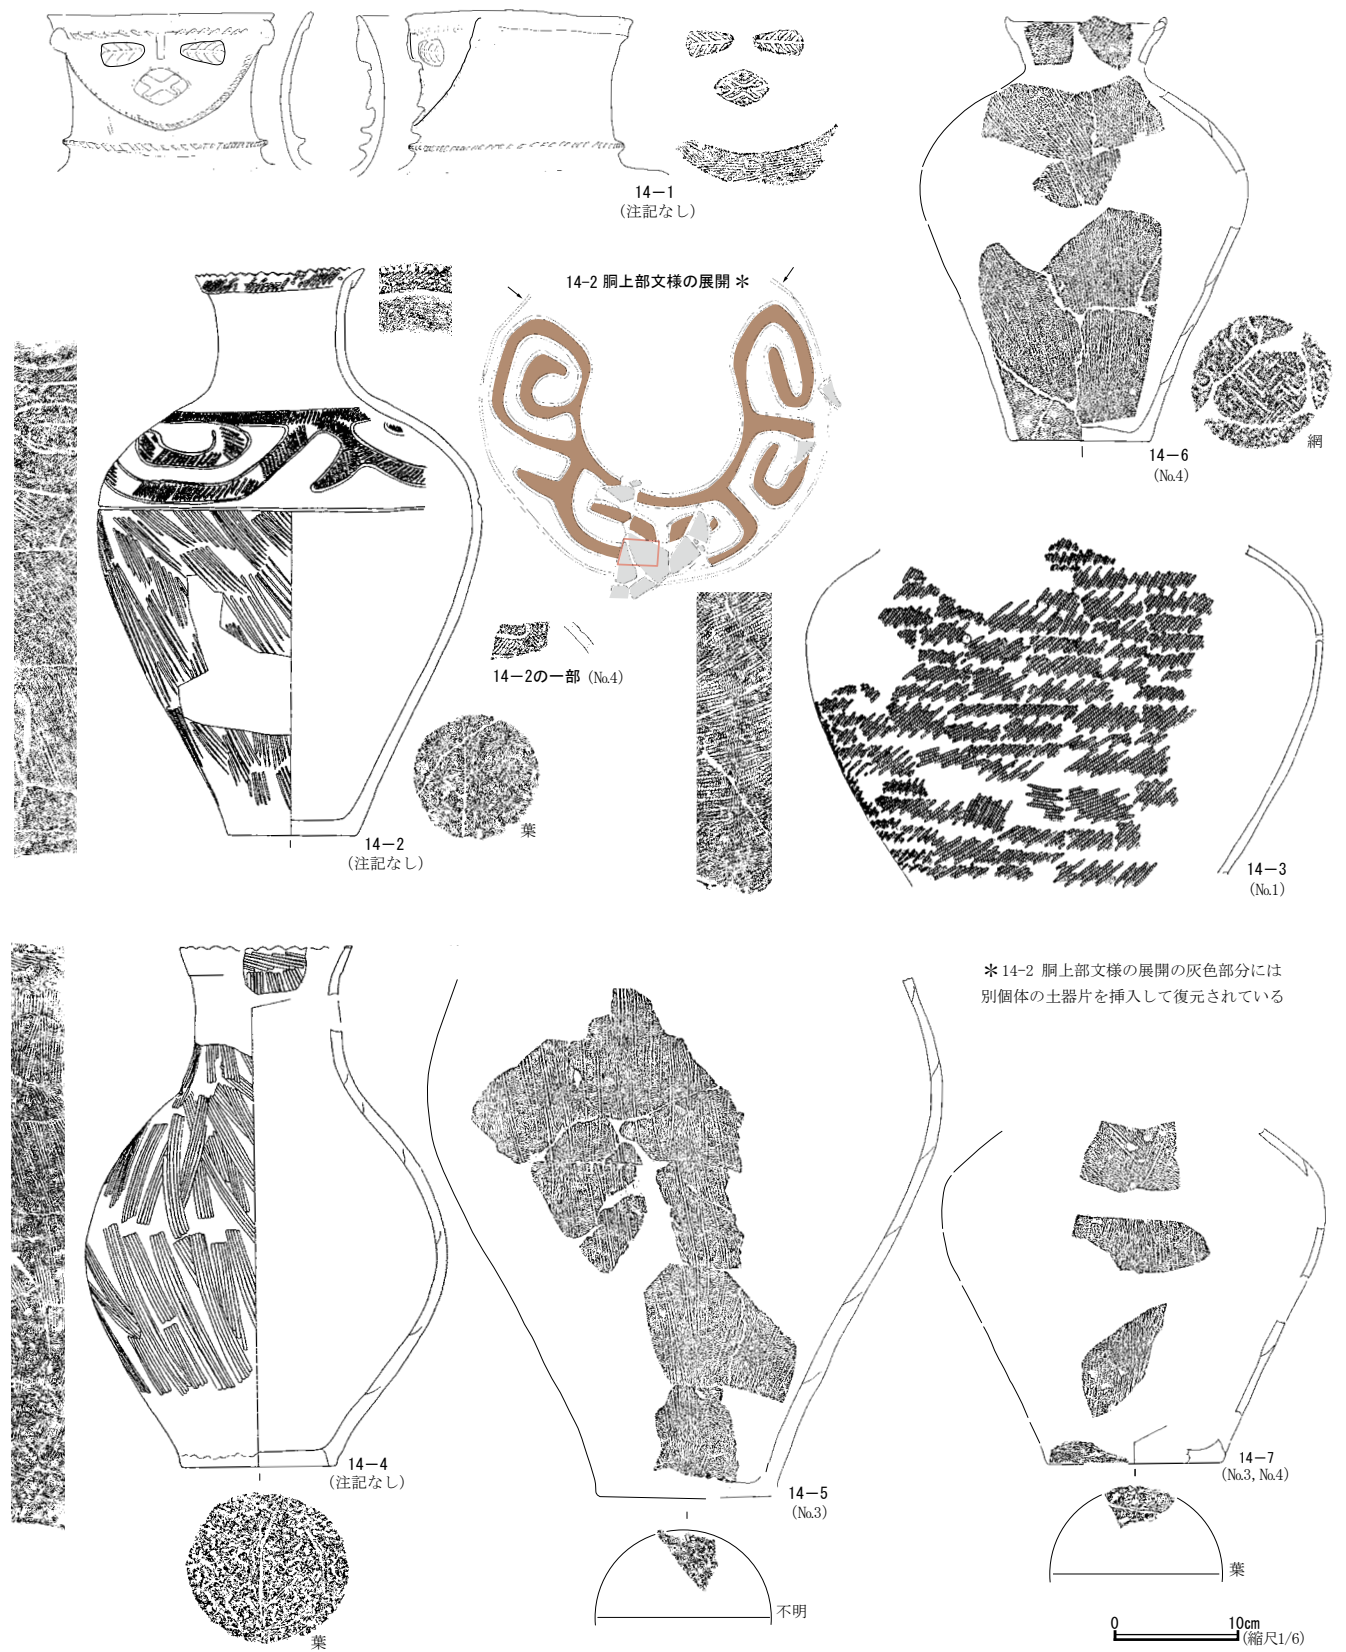 14－1
(注記なし)
14-2 胴上部文様の展開＊
網
14－6
(No.4)
14－2の一部 (No.4)
葉
14－2
(注記なし)
14－3
(No.1)
＊14-2 胴上部文様の展開の灰色部分には
別個体の土器片を挿入して復元されている
14－4
(注記なし)
葉
14－5
(No.3)
不明
14－7
(No.3, No.4)
葉
0 10cm
(縮尺1/6)